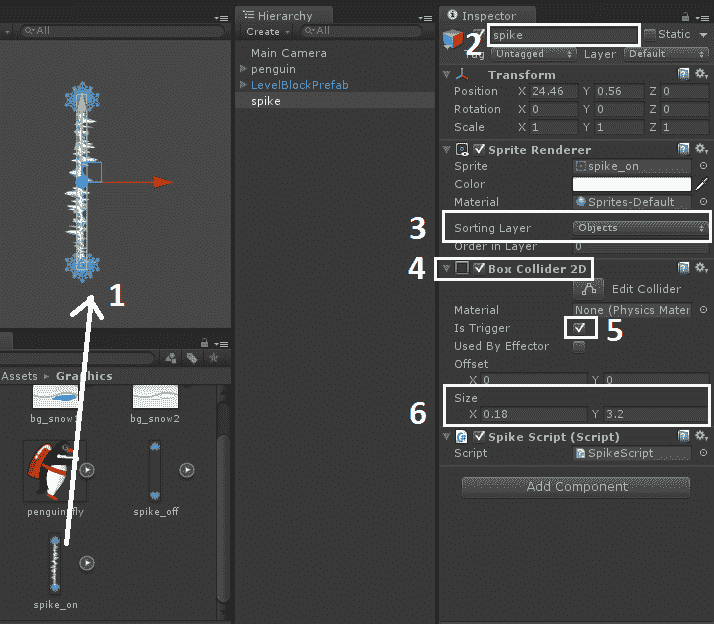 All
1
Assets ▸ Graphics
bg_snow1
bg_snow2
penguin_fly
spike_off
spike_on
Hierarchy
Create
All
Main Camera
penguin
LevelBlockPrefab
spike
Inspector
2
spike
Static
Tag Untagged Layer Default
Transform
Position X 24.46 Y 0.56 Z 0
Rotation X 0 Y 0 Z 0
Scale X 1 Y 1 Z 1
Sprite Renderer
Sprite spike_on
Color
Material Sprites-Default
3
Sorting Layer Objects
Order in Layer 0
4
Box Collider 2D
Edit Collider
Material None (Physics Mater
Is Trigger
5
Used By Effector
Offset
X 0 Y 0
6
Size
X 0.18 Y 3.2
Spike Script (Script)
Script SpikeScript
Add Component